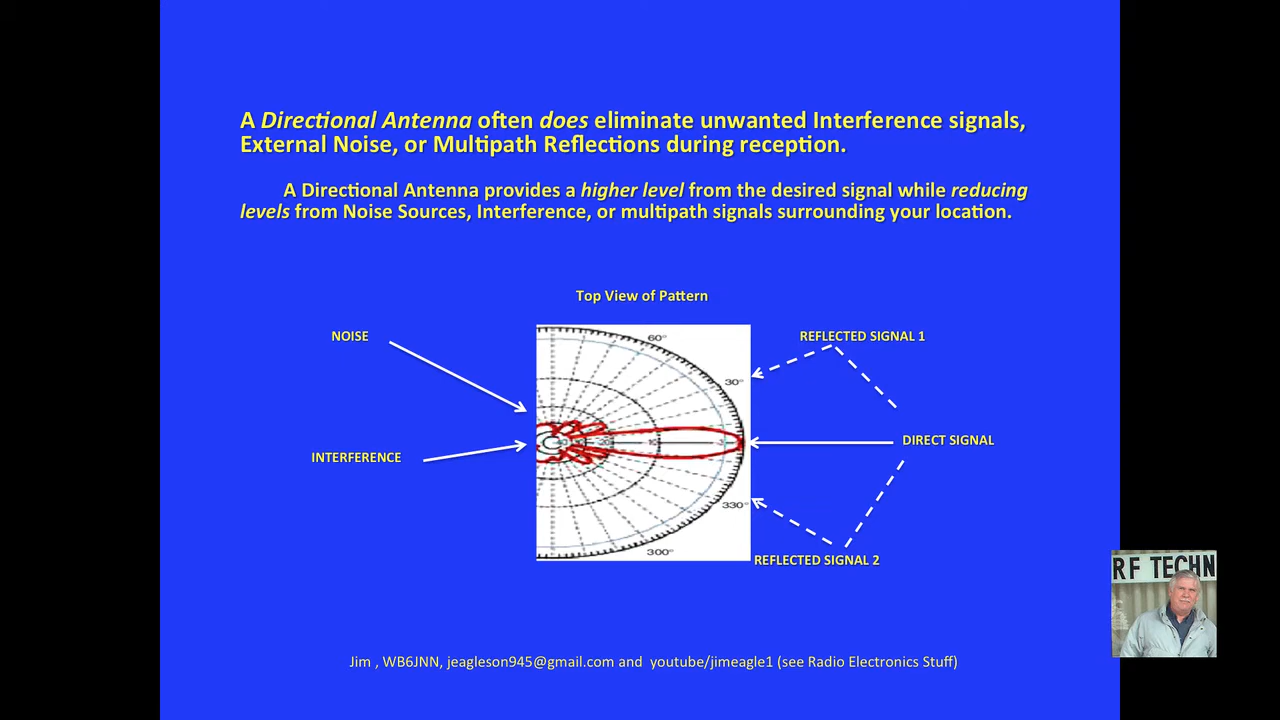 A Directional Antenna often does eliminate unwanted Interference signals,
External Noise, or Multipath Reflections during reception.
A Directional Antenna provides a higher level from the desired signal while reducing
levels from Noise Sources, Interference, or multipath signals surrounding your location.
Top View of Pattern
NOISE
REFLECTED SIGNAL 1
60°
30°
DIRECT SIGNAL
-20
10
-3
INTERFERENCE
330°
300°
REFLECTED SIGNAL 2
RF TECHN
Jim , WB6JNN, jeagleson945@gmail.com and youtube/jimeagle1 (see Radio Electronics Stuff)